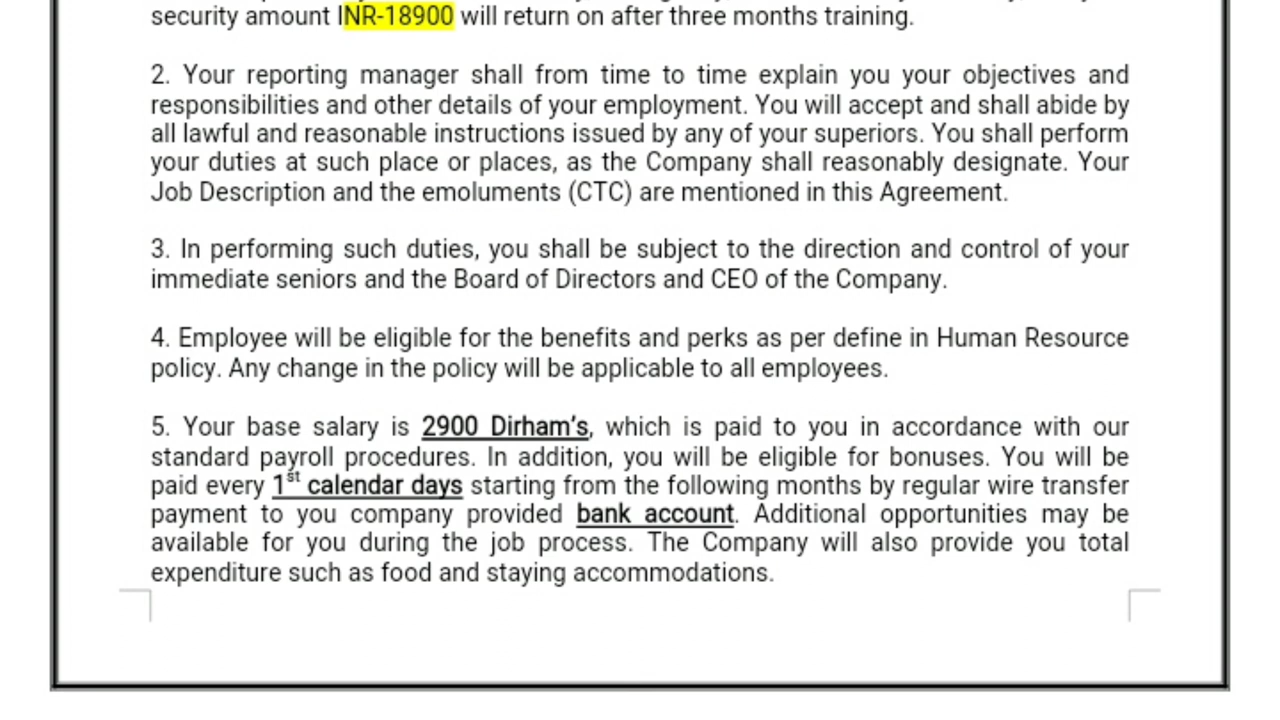 security amount INR-18900 will return on after three months training.
2. Your reporting manager shall from time to time explain you your objectives and
responsibilities and other details of your employment. You will accept and shall abide by
all lawful and reasonable instructions issued by any of your superiors. You shall perform
your duties at such place or places, as the Company shall reasonably designate. Your
Job Description and the emoluments (CTC) are mentioned in this Agreement.
3. In performing such duties, you shall be subject to the direction and control of your
immediate seniors and the Board of Directors and CEO of the Company.
4. Employee will be eligible for the benefits and perks as per define in Human Resource
policy. Any change in the policy will be applicable to all employees.
5. Your base salary is 2900 Dirham's, which is paid to you in accordance with our
standard payroll procedures. In addition, you will be eligible for bonuses. You will be
paid every 1st calendar days starting from the following months by regular wire transfer
payment to you company provided bank account. Additional opportunities may be
available for you during the job process. The Company will also provide you total
expenditure such as food and staying accommodations.